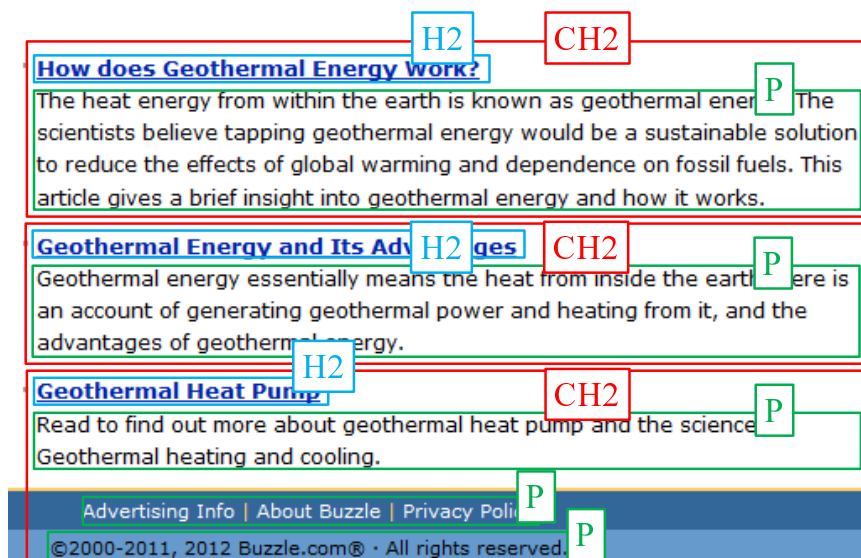 H2 CH2
How does Geothermal Energy Work?
P
The heat energy from within the earth is known as geothermal The
scientists believe tapping geothermal energy would be a sustainable solution
to reduce the effects of global warming and dependence on fossil fuels. This
article gives a brief insight into geothermal energy and how it works.
Geothermal Energy and Its H2 CH2
P
Geothermal energy essentially means the heat from inside the earth
is
an account of generating geothermal power and heating from it, and the
advantages of geothermal energy.
H2
Geothermal Heat Pump CH2
P
Read to find out more about geothermal heat pump and the science
Geothermal heating and cooling.
P
Advertising Info | About Buzzle | Privacy
P
©2000-2011, 2012 Buzzle.com® · All rights reserved.